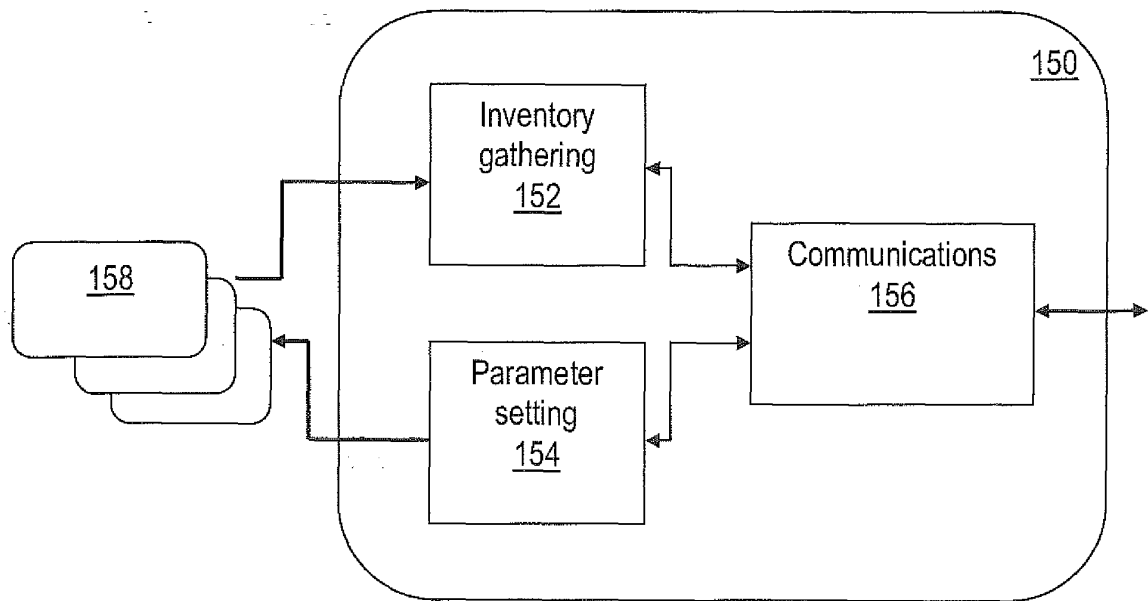 150
Inventory
gathering
152
158
Communications
156
Parameter
setting
154